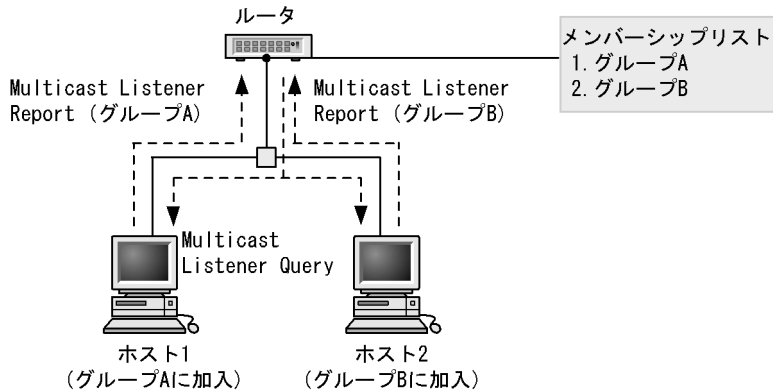 ルータ
メンバーシップリスト
1. グループA
2. グループB
Multicast Listener
Report (グループA)
Multicast Listener
Report (グループB)
Multicast
Listener Query
ホスト1
(グループAに加入)
ホスト2
(グループBに加入)